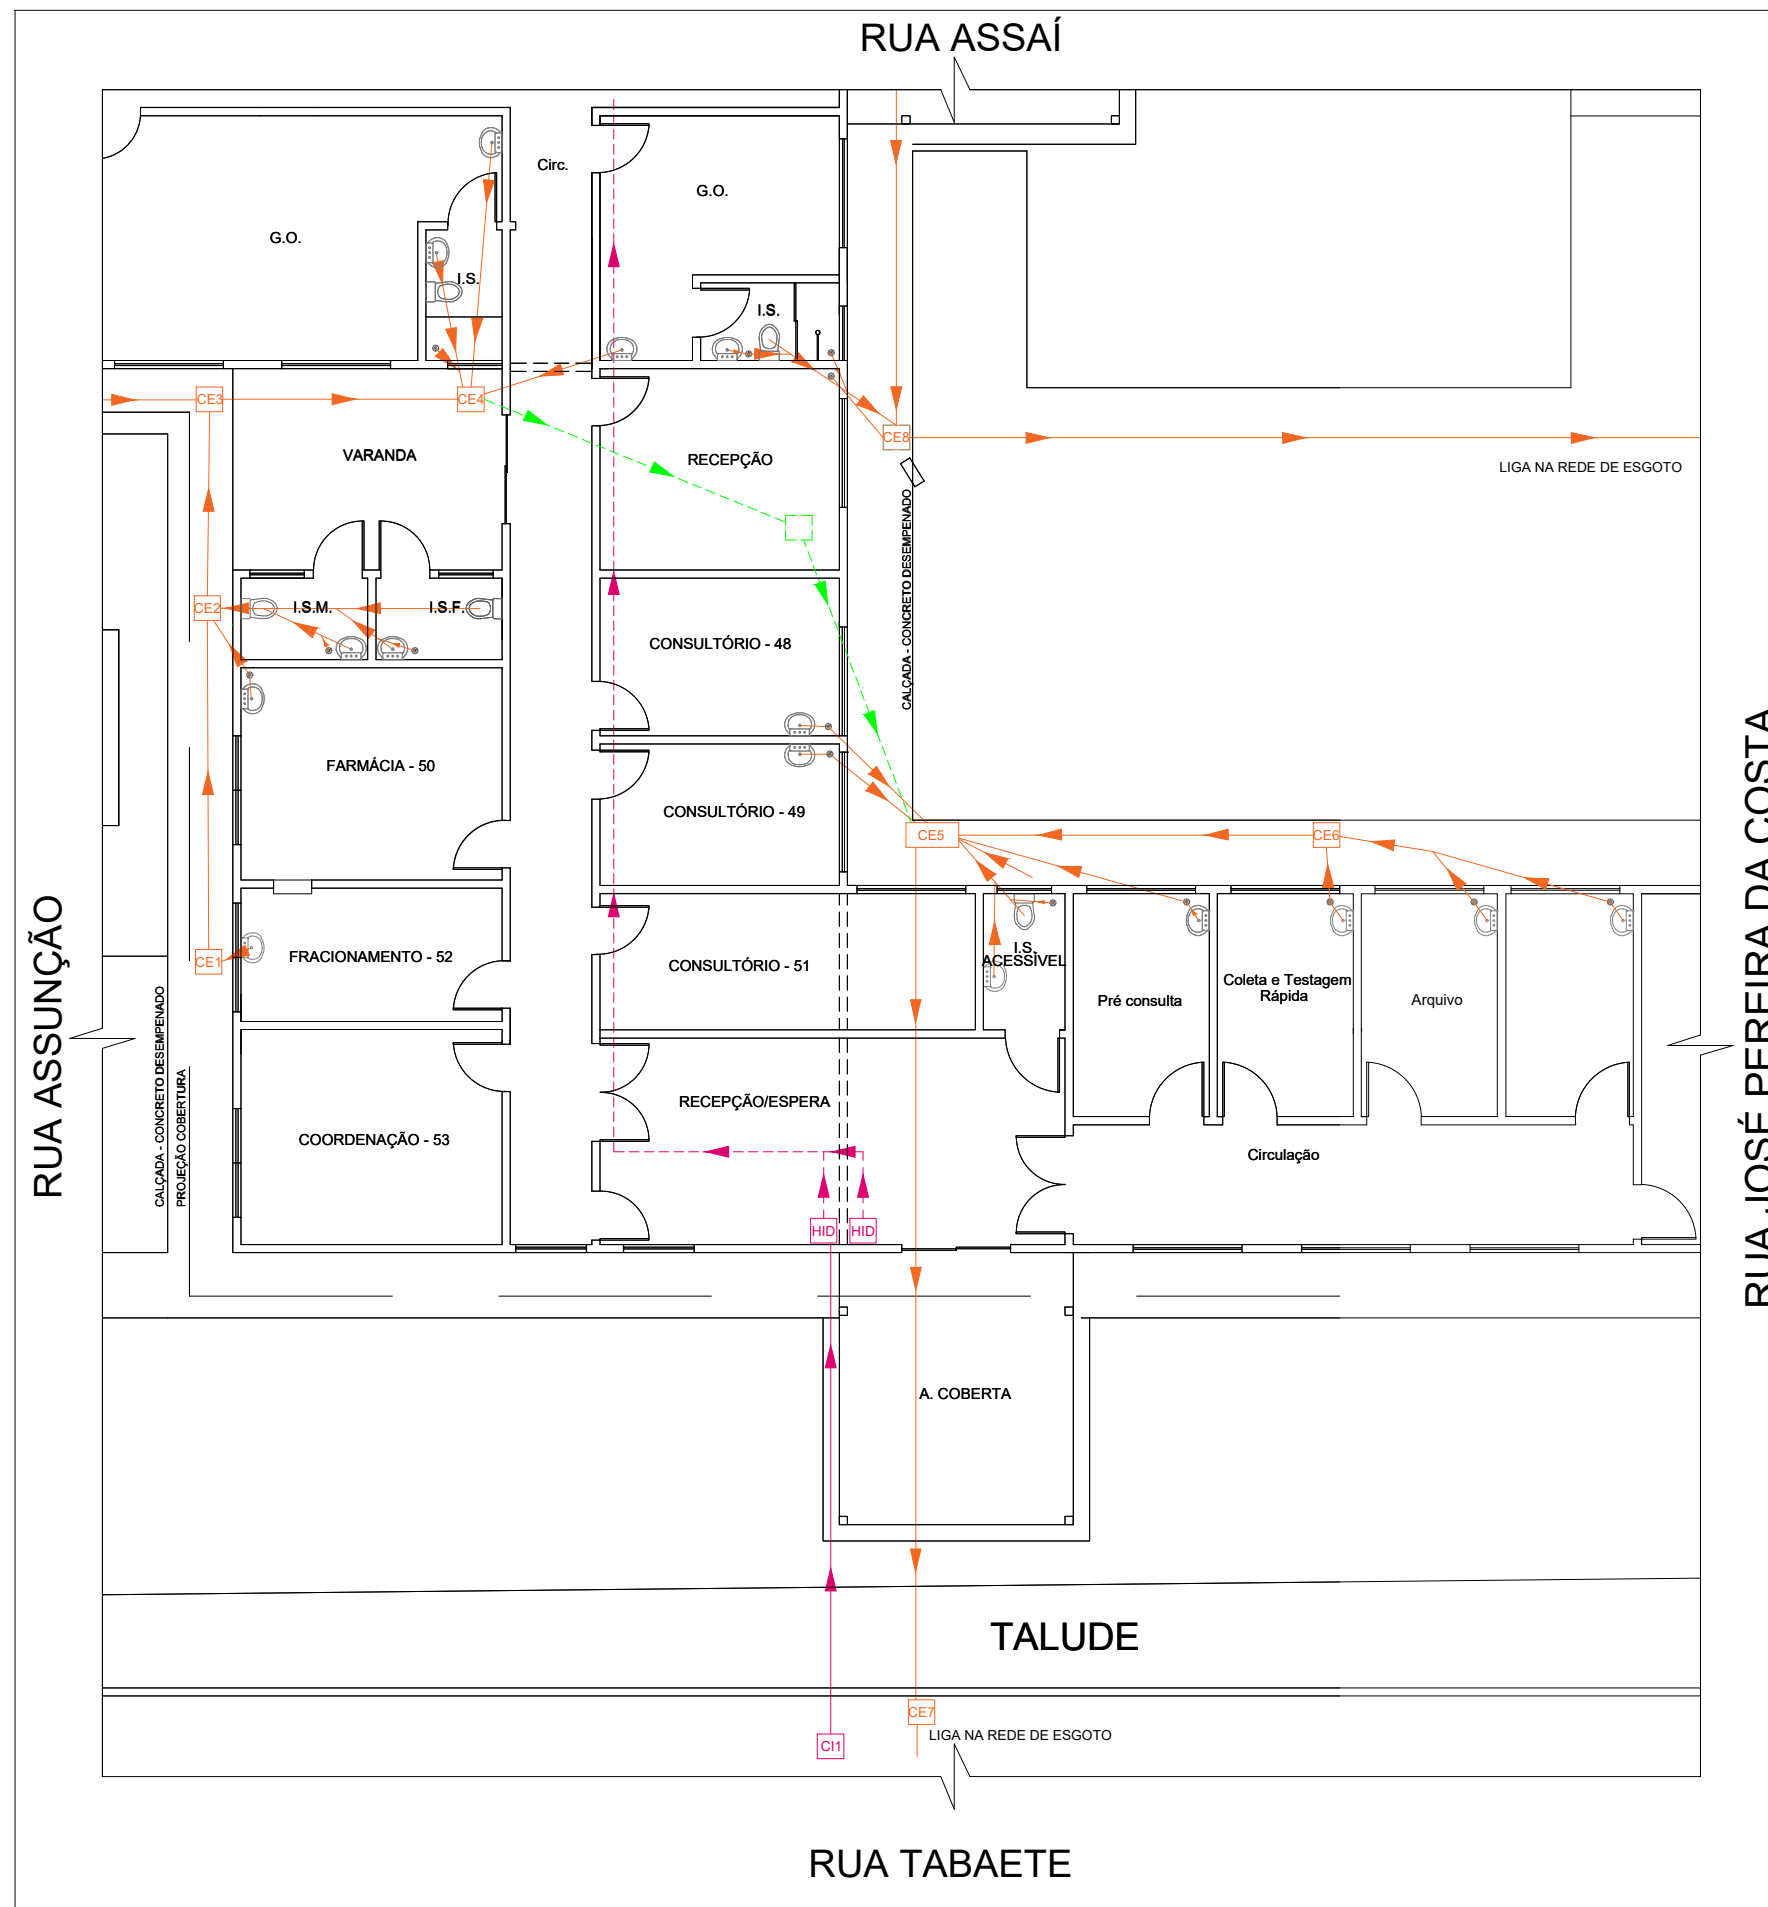 RUA ASSAÍ
Circ.
G.O.
G.O.
I.S.
I.S.
CE3
CE4
CE8
VARANDA
RECEPÇÃO
LIGA NA REDE DE ESGOTO
CALÇADA - CONCRETO DESEMPENADO
CE2
I.S.M.
I.S.F.
CONSULTÓRIO - 48
FARMÁCIA - 50
CONSULTÓRIO - 49
CE5
CE6
RUA ASSUNÇÃO
RUA JOSÉ PEREIRA DA COSTA
CE1
FRACIONAMENTO - 52
CONSULTÓRIO - 51
I.S.
ACESSÍVEL
Pré consulta
Coleta e Testagem
Rápida
Arquivo
CALÇADA - CONCRETO DESEMPENADO
PROJEÇÃO COBERTURA
RECEPÇÃO/ESPERA
COORDENAÇÃO - 53
Circulação
HID
HID
A. COBERTA
TALUDE
CE7
LIGA NA REDE DE ESGOTO
CI1
RUA TABAETE